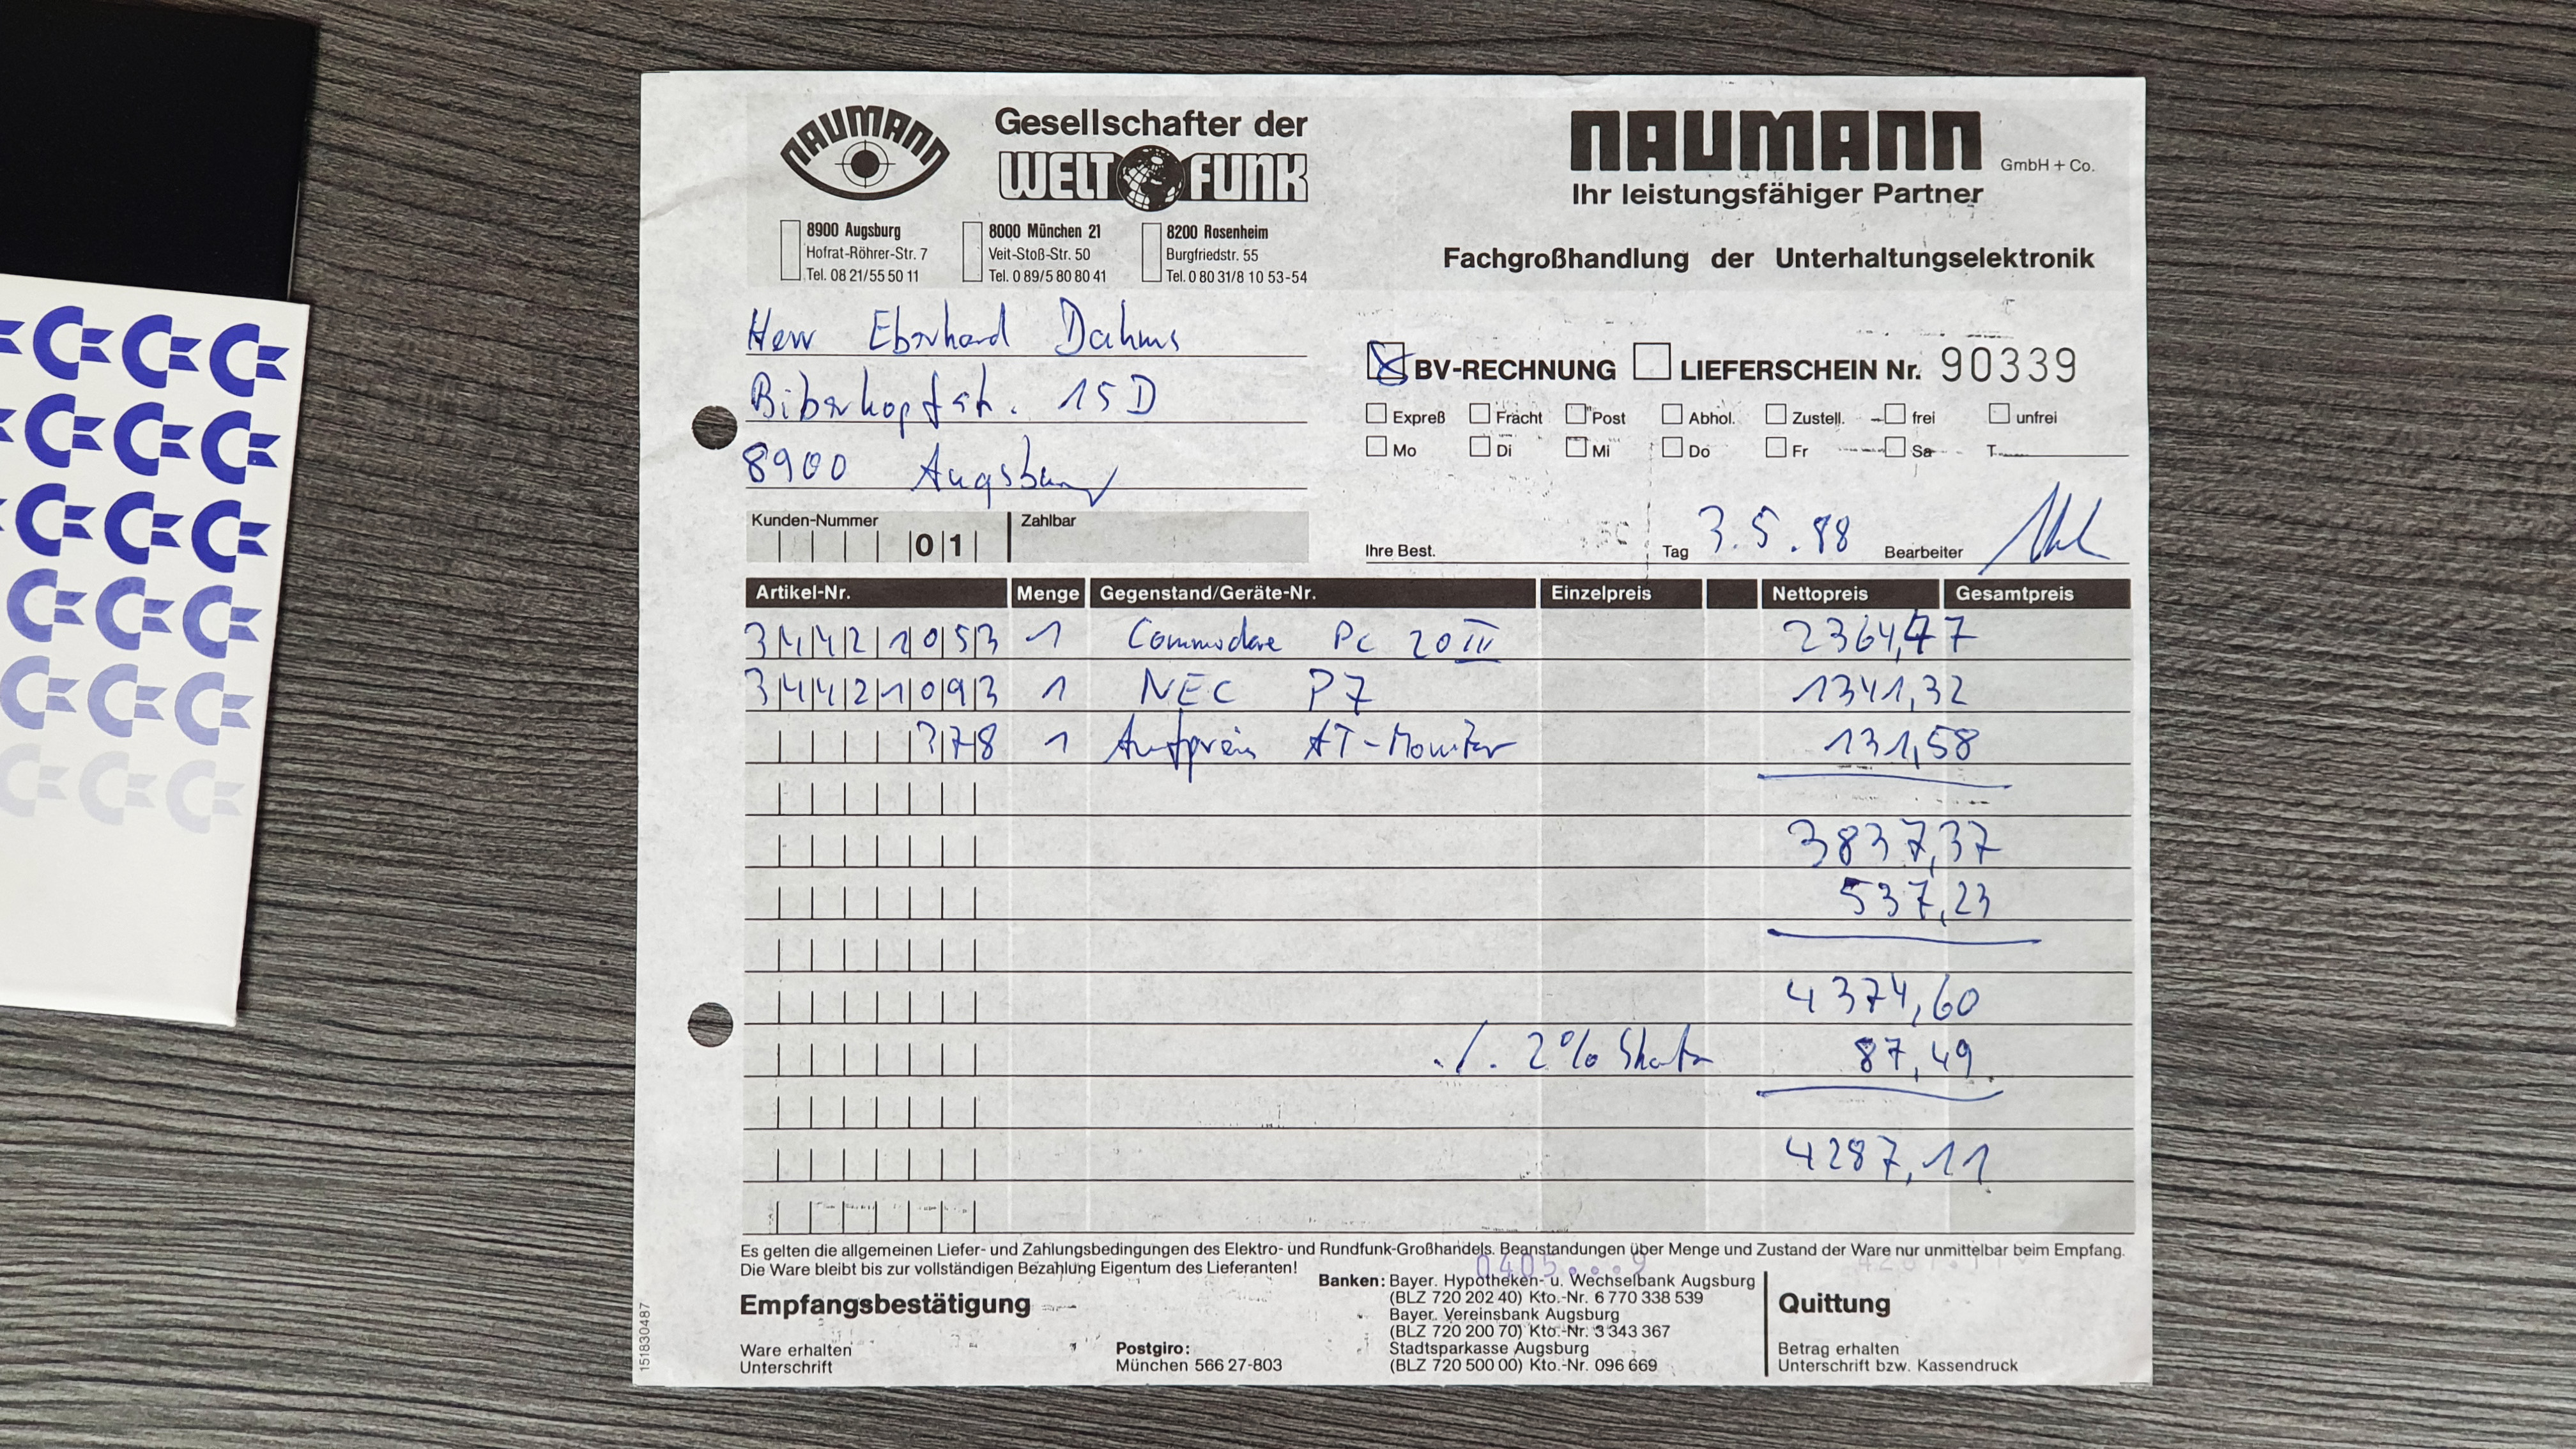 NAUMANN
Gesellschafter der
WELT FUNK
NAUMANN GmbH + Co.
Ihr leistungsfähiger Partner
8900 Augsburg
Hofrat-Röhrer-Str. 7
Tel. 08 21/55 50 11
8000 München 21
Veit-Stoß-Str. 50
Tel. 0 89/5 80 80 41
8200 Rosenheim
Burgfriedstr. 55
Tel. 0 80 31/8 10 53-54
Fachgroßhandlung der Unterhaltungselektronik
Herr Eberhard Dahms
Biberkopfstr. 15 D
8900 Augsburg
BV-RECHNUNG LIEFERSCHEIN Nr. 90339
Expreß Fracht Post Abhol. Zustell. frei unfrei
Mo Di Mi Do Fr Sa T.
Kunden-Nummer 01 Zahlbar
Ihre Best. Tag 3.5.88 Bearbeiter
Artikel-Nr. Menge Gegenstand/Geräte-Nr. Einzelpreis Nettopreis Gesamtpreis
34421053 1 Commodore PC 20 III 2364,47
34421093 1 NEC P7 1341,32
378 1 Aufpreis AT-Monitor 131,58
3837,37
537,23
4374,60
./. 2% Skonto 87,49
4287,11
Es gelten die allgemeinen Liefer- und Zahlungsbedingungen des Elektro- und Rundfunk-Großhandels. Beanstandungen über Menge und Zustand der Ware nur unmittelbar beim Empfang.
Die Ware bleibt bis zur vollständigen Bezahlung Eigentum des Lieferanten!
Empfangsbestätigung
Ware erhalten
Unterschrift
Postgiro:
München 566 27-803
Banken: Bayer. Hypotheken- u. Wechselbank Augsburg
(BLZ 720 202 40) Kto.-Nr. 6 770 338 539
Bayer. Vereinsbank Augsburg
(BLZ 720 200 70) Kto.-Nr. 3 343 367
Stadtsparkasse Augsburg
(BLZ 720 500 00) Kto.-Nr. 096 669
Quittung
Betrag erhalten
Unterschrift bzw. Kassendruck
151830487